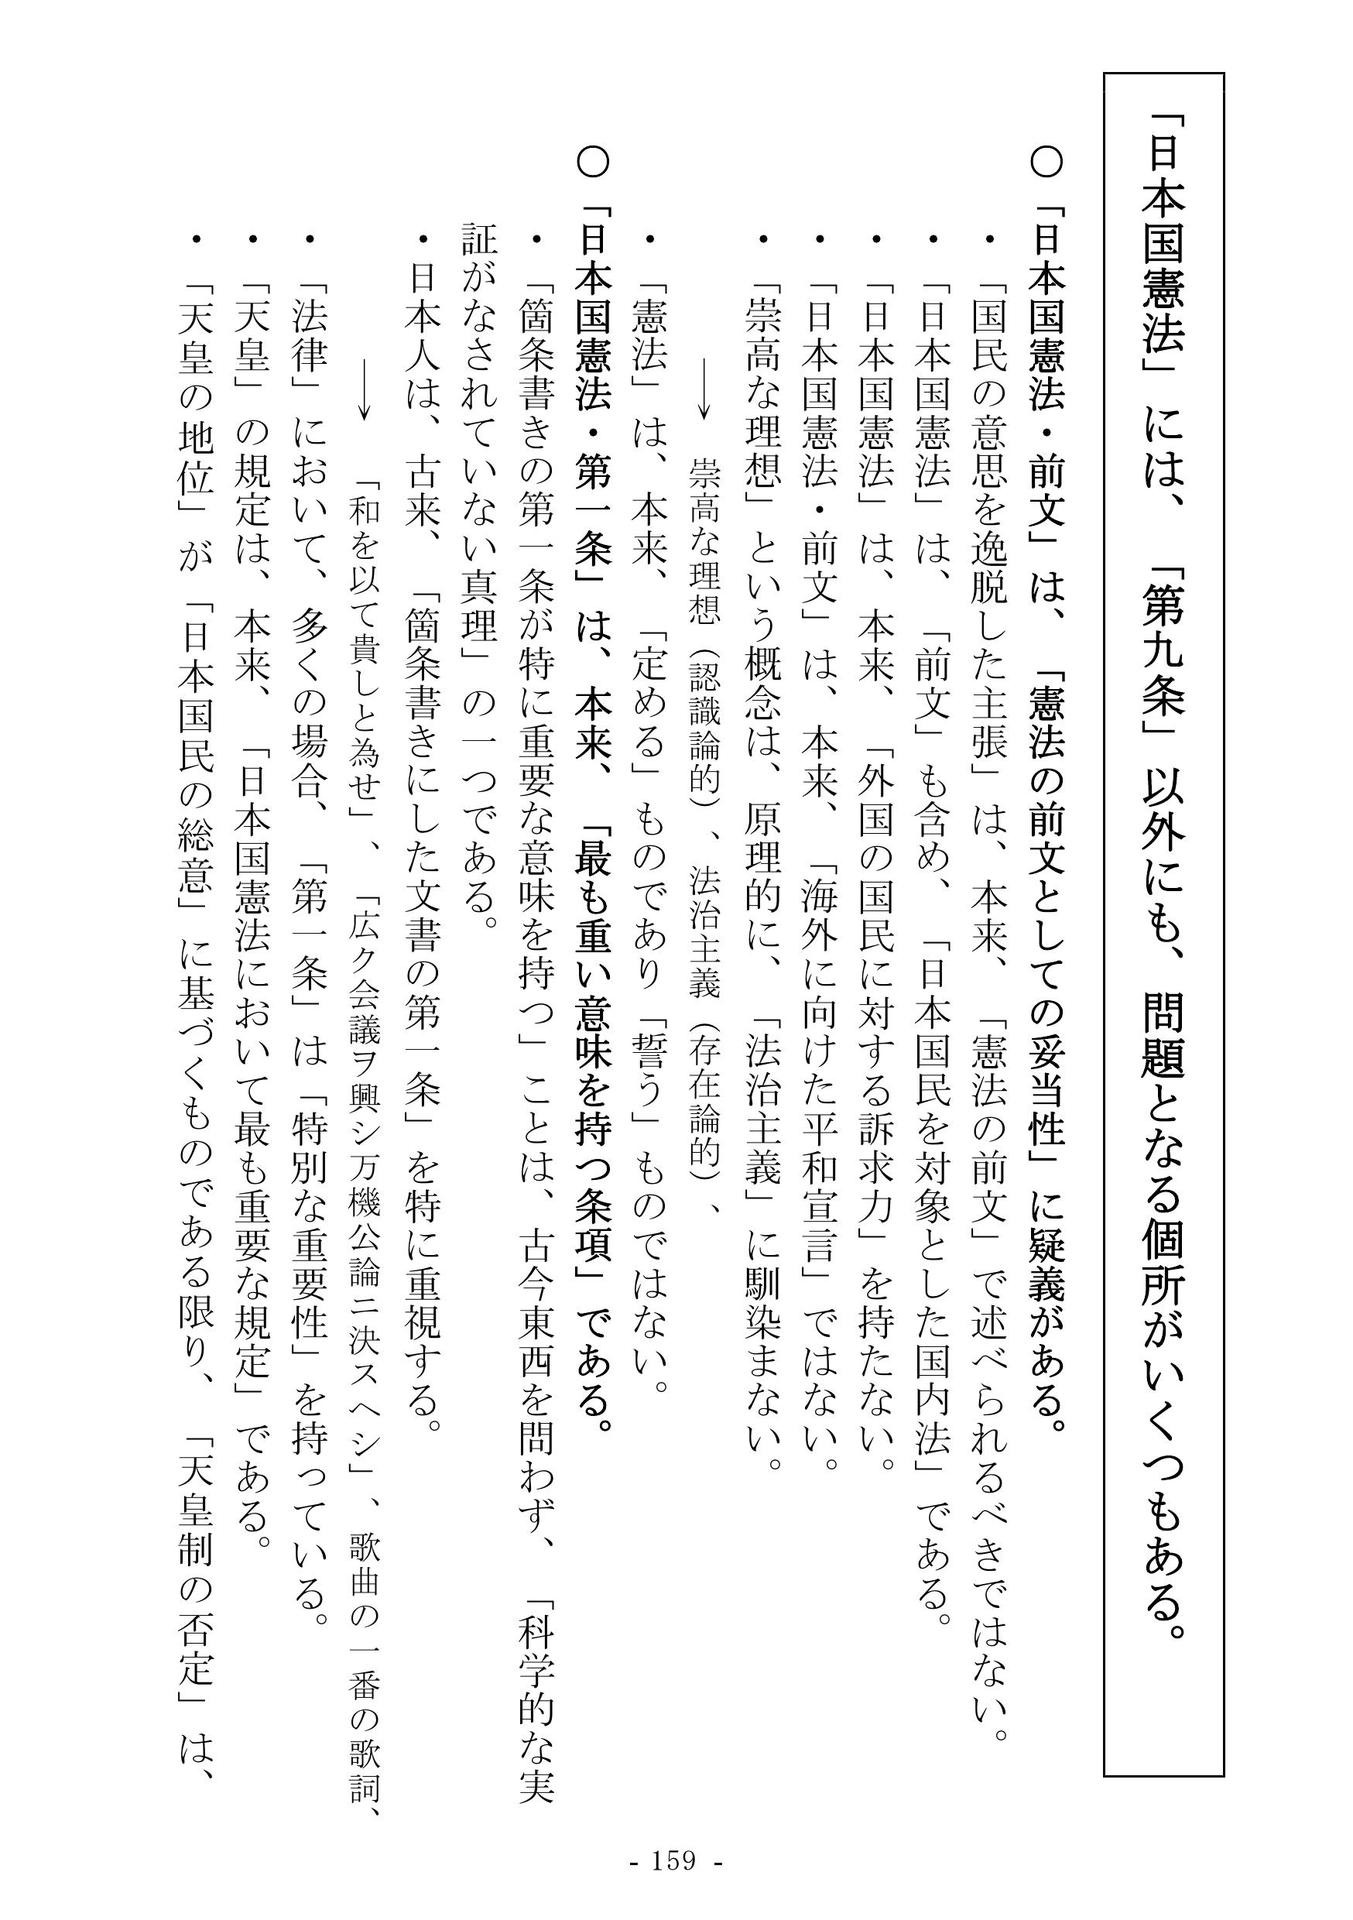 「日本国憲法」には、「第九条」以外にも、問題となる個所がいくつもある。
○「日本国憲法・前文」は、「憲法の前文としての妥当性」に疑義がある。
・「国民の意思を逸脱した主張」は、本来、「憲法の前文」で述べられるべきではない。
・「日本国憲法」は、「前文」も含め、「日本国民を対象とした国内法」である。
・「日本国憲法」は、本来、「外国の国民に対する訴求力」を持たない。
・「日本国憲法・前文」は、本来、「海外に向けた平和宣言」ではない。
・「崇高な理想」という概念は、原理的に、「法治主義」に馴染まない。
→ 崇高な理想（認識論的）、法治主義（存在論的）、
・「憲法」は、本来、「定める」ものであり「誓う」ものではない。
○「日本国憲法・第一条」は、本来、「最も重い意味を持つ条項」である。
・「箇条書きの第一条が特に重要な意味を持つ」ことは、古今東西を問わず、「科学的な実
証がなされていない真理」の一つである。
・日本人は、古来、「箇条書きにした文書の第一条」を特に重視する。
→ 「和を以て貴しと為せ」、「広ク会議ヲ興シ万機公論ニ決スヘシ」、歌曲の一番の歌詞、
・「法律」において、多くの場合、「第一条」は「特別な重要性」を持っている。
・「天皇」の規定は、本来、「日本国憲法において最も重要な規定」である。
・「天皇の地位」が「日本国民の総意」に基づくものである限り、「天皇制の否定」は、
- 159 -